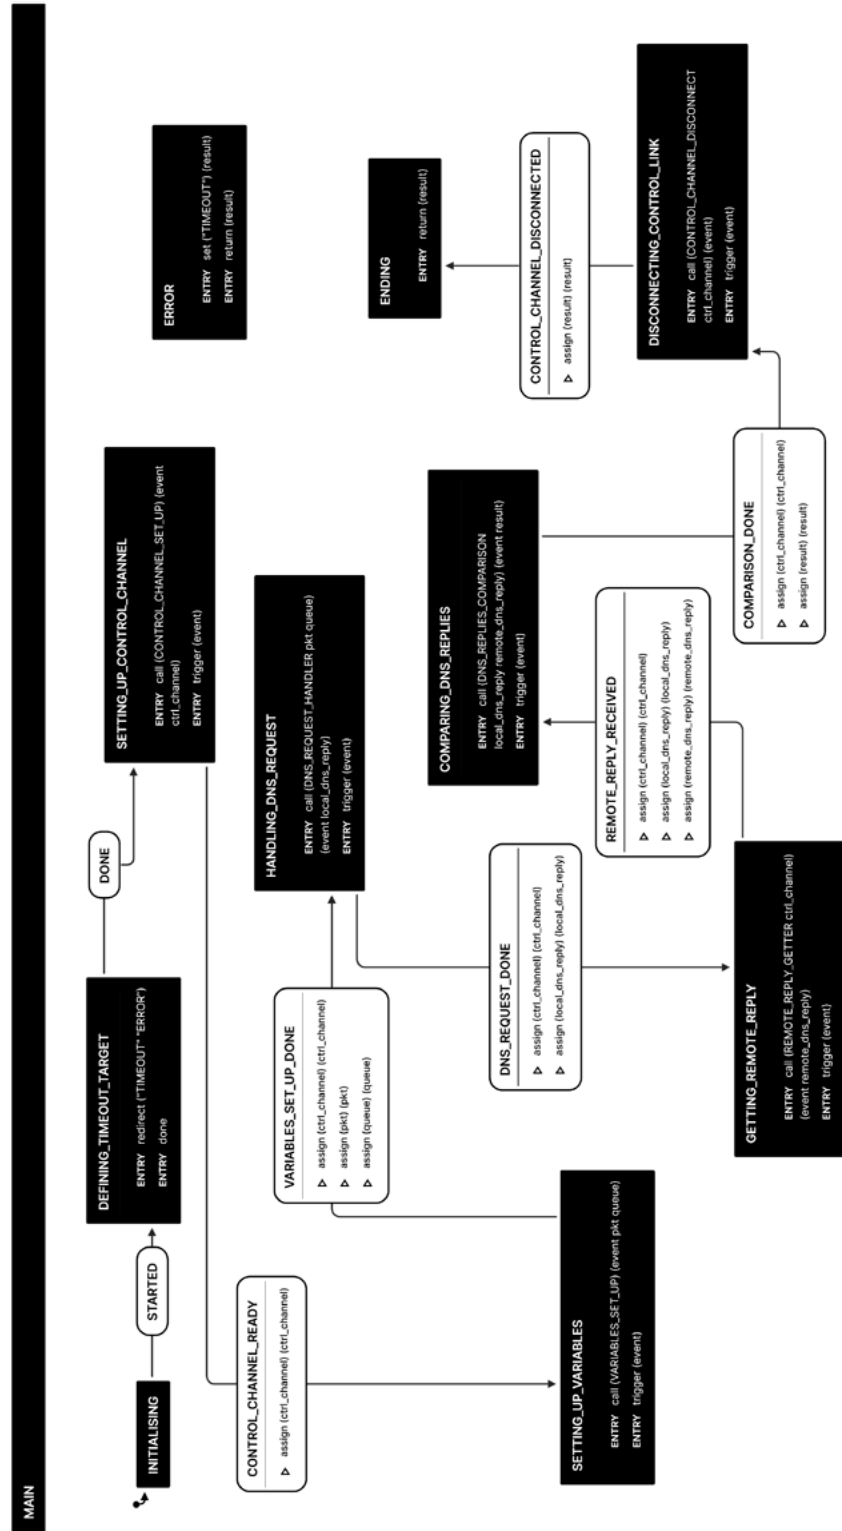 MAIN
INITIALISING
STARTED
DEFINING_TIMEOUT_TARGET
ENTRY redirect ("TIMEOUT" "ERROR")
ENTRY done
DONE
SETTING_UP_CONTROL_CHANNEL
ENTRY call (CONTROL_CHANNEL_SET_UP) (event
ctrl_channel)
ENTRY trigger (event)
ERROR
ENTRY set ("TIMEOUT") (result)
ENTRY return (result)
CONTROL_CHANNEL_READY
assign (ctrl_channel) (ctrl_channel)
VARIABLES_SET_UP_DONE
assign (ctrl_channel) (ctrl_channel)
assign (pkt) (pkt)
assign (queue) (queue)
HANDLING_DNS_REQUEST
ENTRY call (DNS_REQUEST_HANDLER pkt queue)
(event local_dns_reply)
ENTRY trigger (event)
ENDING
ENTRY return (result)
SETTING_UP_VARIABLES
ENTRY call (VARIABLES_SET_UP) (event pkt queue)
ENTRY trigger (event)
DNS_REQUEST_DONE
assign (ctrl_channel) (ctrl_channel)
assign (local_dns_reply) (local_dns_reply)
COMPARING_DNS_REPLIES
ENTRY call (DNS_REPLIES_COMPARISON
local_dns_reply remote_dns_reply) (event result)
ENTRY trigger (event)
CONTROL_CHANNEL_DISCONNECTED
assign (result) (result)
REMOTE_REPLY_RECEIVED
assign (ctrl_channel) (ctrl_channel)
assign (local_dns_reply) (local_dns_reply)
assign (remote_dns_reply) (remote_dns_reply)
DISCONNECTING_CONTROL_LINK
ENTRY call (CONTROL_CHANNEL_DISCONNECT
ctrl_channel) (event)
ENTRY trigger (event)
GETTING_REMOTE_REPLY
ENTRY call (REMOTE_REPLY_GETTER ctrl_channel)
(event remote_dns_reply)
ENTRY trigger (event)
COMPARISON_DONE
assign (ctrl_channel) (ctrl_channel)
assign (result) (result)